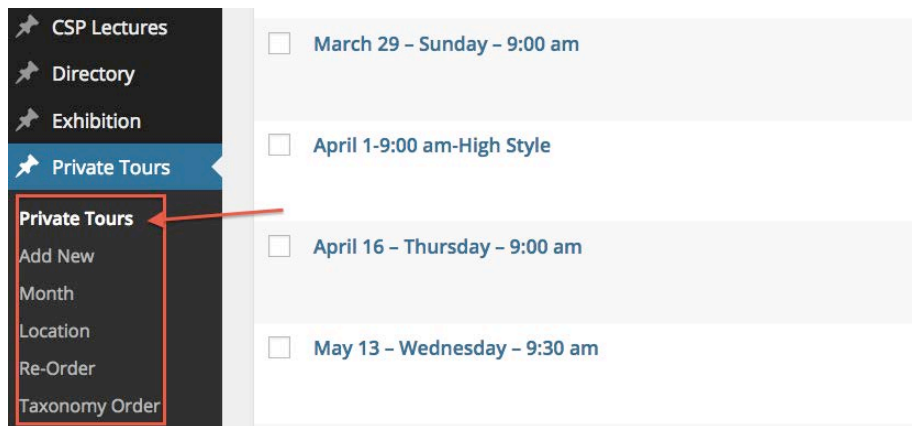 CSP Lectures
Directory
Exhibition
Private Tours
Private Tours
Add New
Month
Location
Re-Order
Taxonomy Order
March 29 – Sunday – 9:00 am
April 1-9:00 am-High Style
April 16 – Thursday – 9:00 am
May 13 – Wednesday – 9:30 am